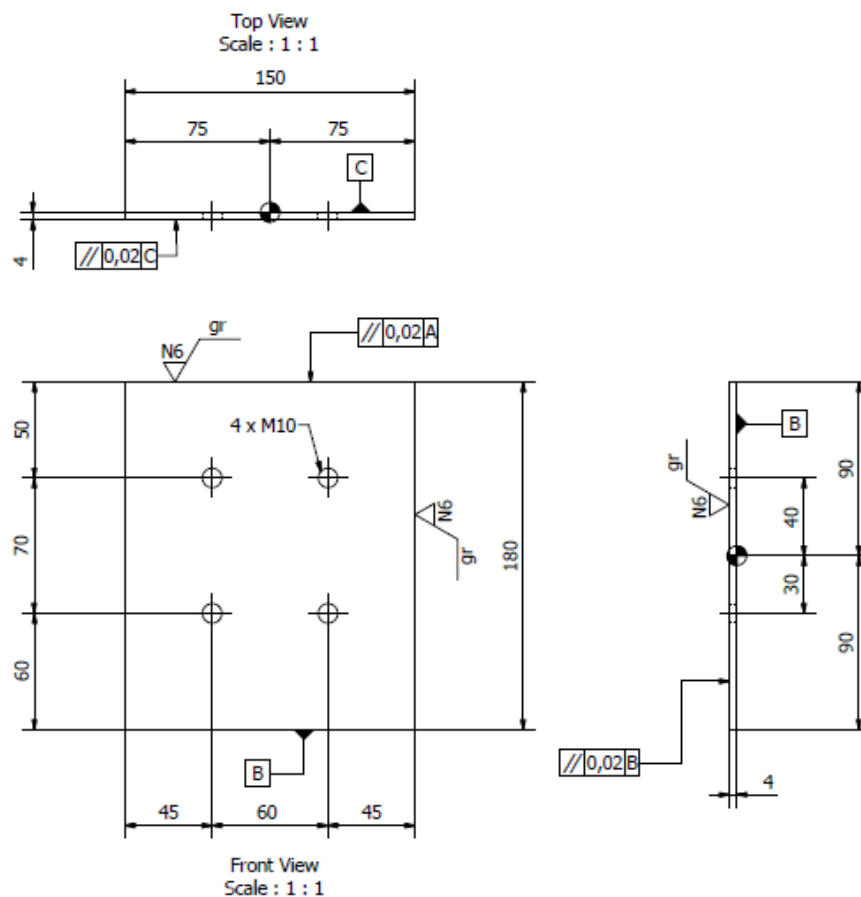 Top View
Scale : 1 : 1
150
75 75
C
4
// 0,02 C
gr
N6
// 0,02 A
50
4 x M10
B
90
gr
N6
40
70
N6
gr
180
30
60
90
B
// 0,02 B
4
45 60 45
Front View
Scale : 1 : 1